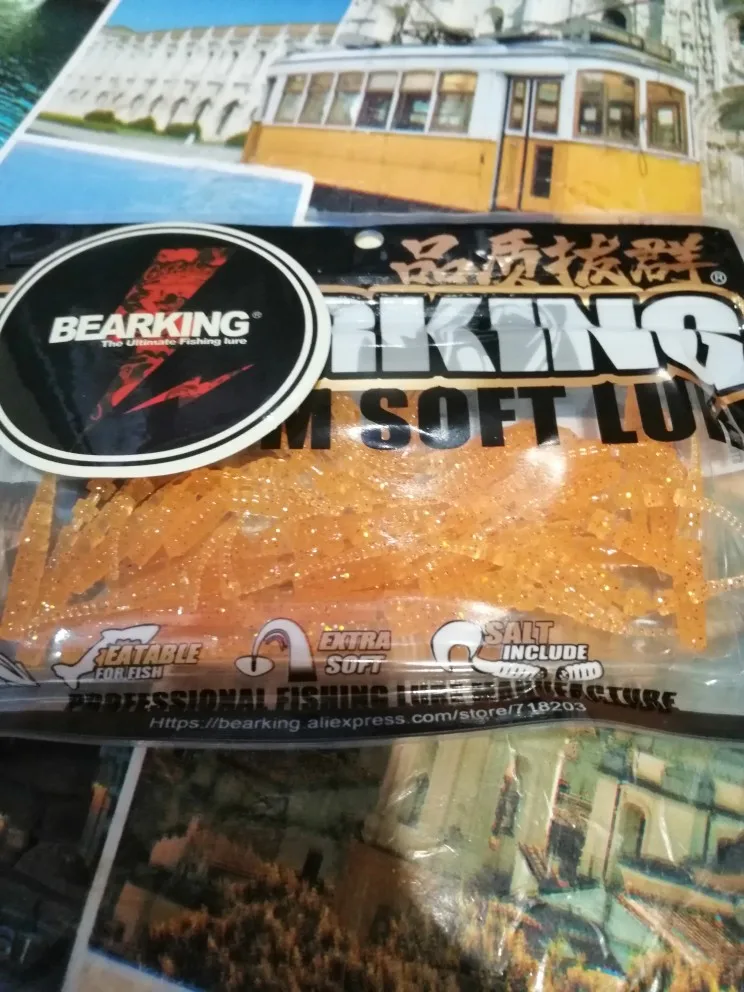 品质拔群®
BEARKING®
The Ultimate Fishing lure
RKING
M SOFT LUR
EATABLE
FOR FISH
EXTRA
SOFT
SALT
INCLUDE
PROFESSIONAL FISHING LURE MANUFACTURE
Https://bearking.aliexpress.com/store/718203